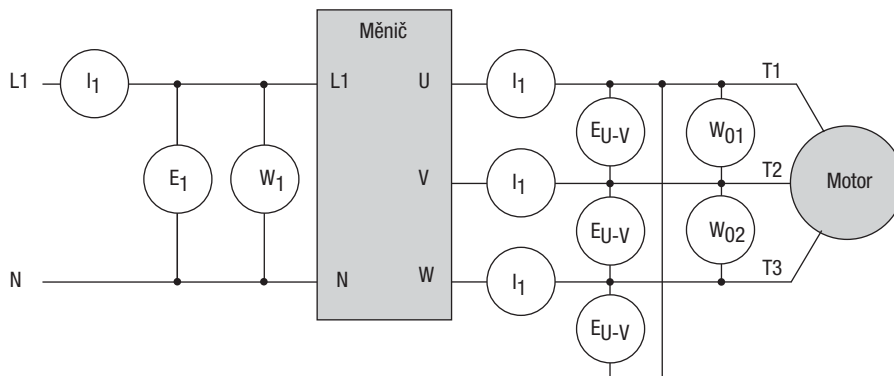 Měnič
L1 I1 L1 U I1 T1
EU-V W01
E1 W1 V I1 T2 Motor
EU-V W02
N N W I1 T3
EU-V